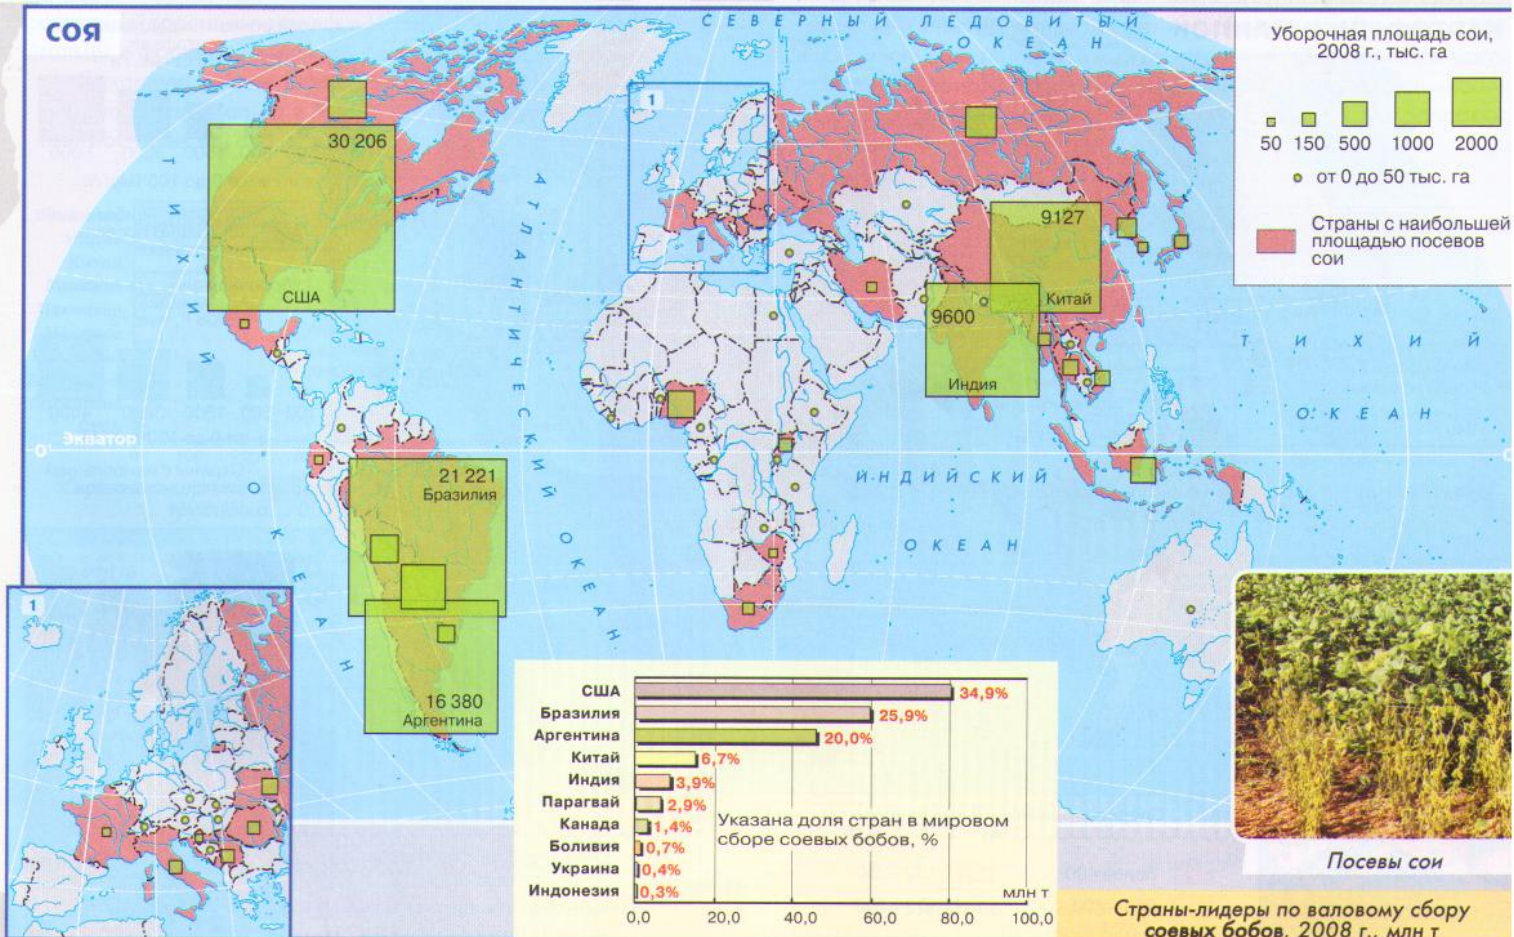 СОЯ
СЕВЕРНЫЙ ЛЕДОВИТЫЙ
ОКЕАН
Уборочная площадь сои,
2008 г., тыс. га
50 150 500 1000 2000
от 0 до 50 тыс. га
Страны с наибольшей
площадью посевов
сои
1
30 206
США
ТИХИЙ
ОКЕАН
АТЛАНТИЧЕСКИЙ ОКЕАН
9127
Китай
9600
Индия
ТИХИЙ
ОКЕАН
0°
Экватор
21 221
Бразилия
ИНДИЙСКИЙ
ОКЕАН
16 380
Аргентина
1
США 34,9%
Бразилия 25,9%
Аргентина 20,0%
Китай 6,7%
Индия 3,9%
Парагвай 2,9%
Канада 1,4%
Боливия 0,7%
Украина 0,4%
Индонезия 0,3%
Указана доля стран в мировом
сборе соевых бобов, %
млн т
0,0 20,0 40,0 60,0 80,0 100,0
Посевы сои
Страны-лидеры по валовому сбору
соевых бобов, 2008 г., млн т